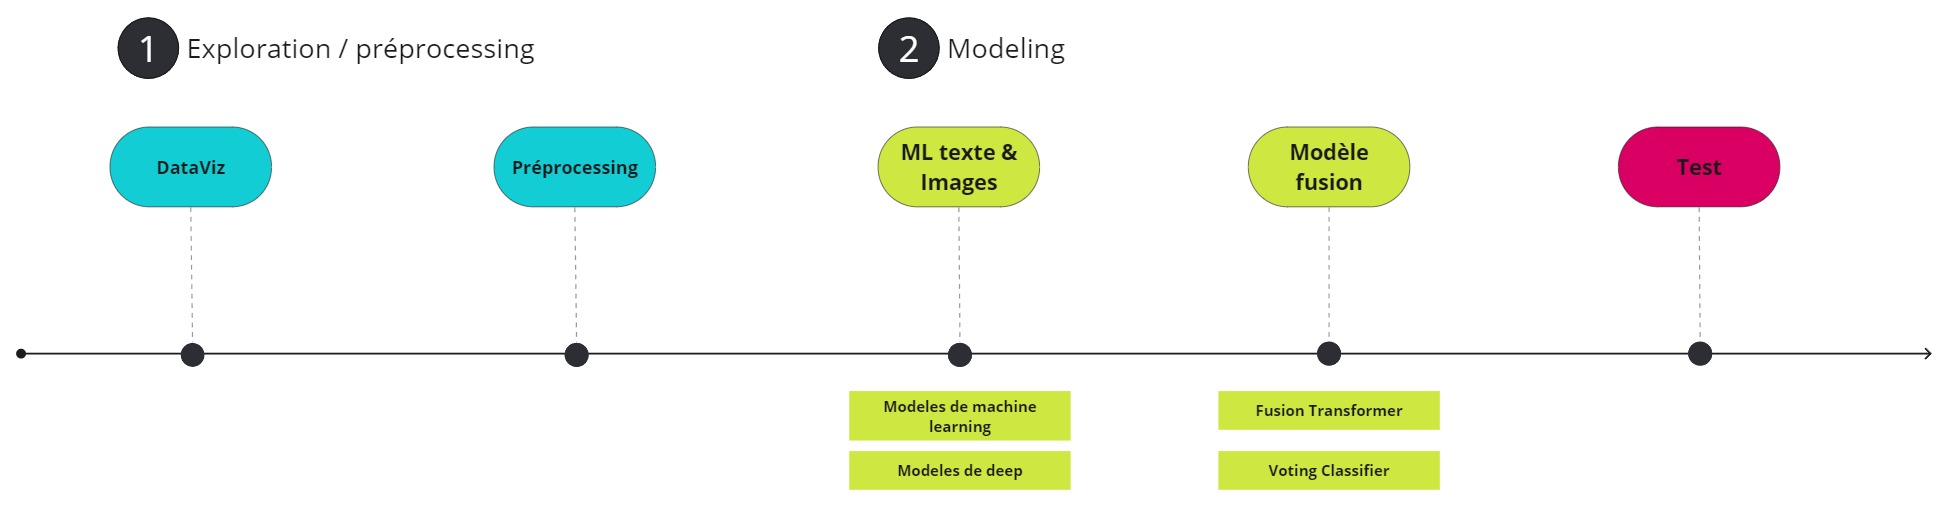 1 Exploration / préprocessing
2 Modeling
DataViz
Préprocessing
ML texte &
Images
Modèle
fusion
Test
Modeles de machine
learning
Modeles de deep
Fusion Transformer
Voting Classifier